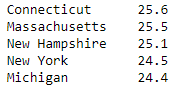 Connecticut 25.6
Massachusetts 25.5
New Hampshire 25.1
New York 24.5
Michigan 24.4